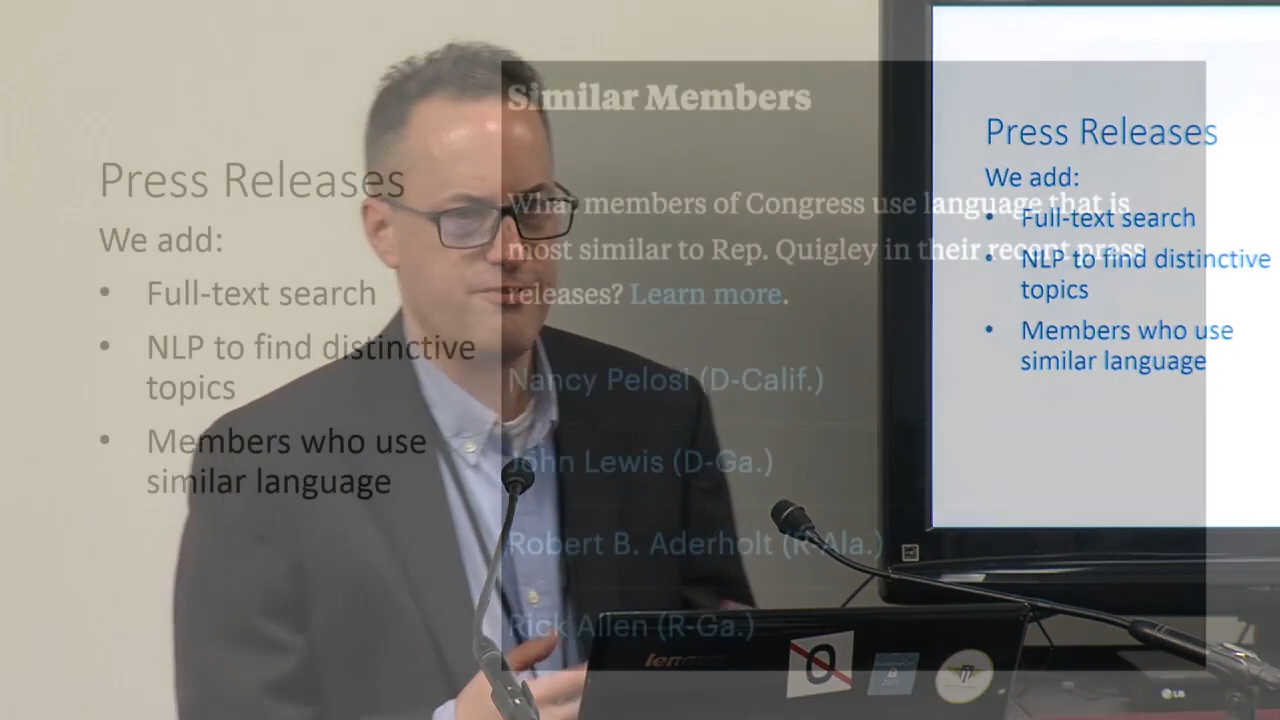 Press Releases
We add:
• Full-text search
• NLP to find distinctive
topics
• Members who use
similar language
Similar Members
What members of Congress use language that is
most similar to Rep. Quigley in their recent press
releases? Learn more.
Nancy Pelosi (D-Calif.)
John Lewis (D-Ga.)
Robert B. Aderholt (R-Ala.)
Rick Allen (R-Ga.)
Press Releases
We add:
• Full-text search
• NLP to find distinctive
topics
• Members who use
similar language
lenovo
LG